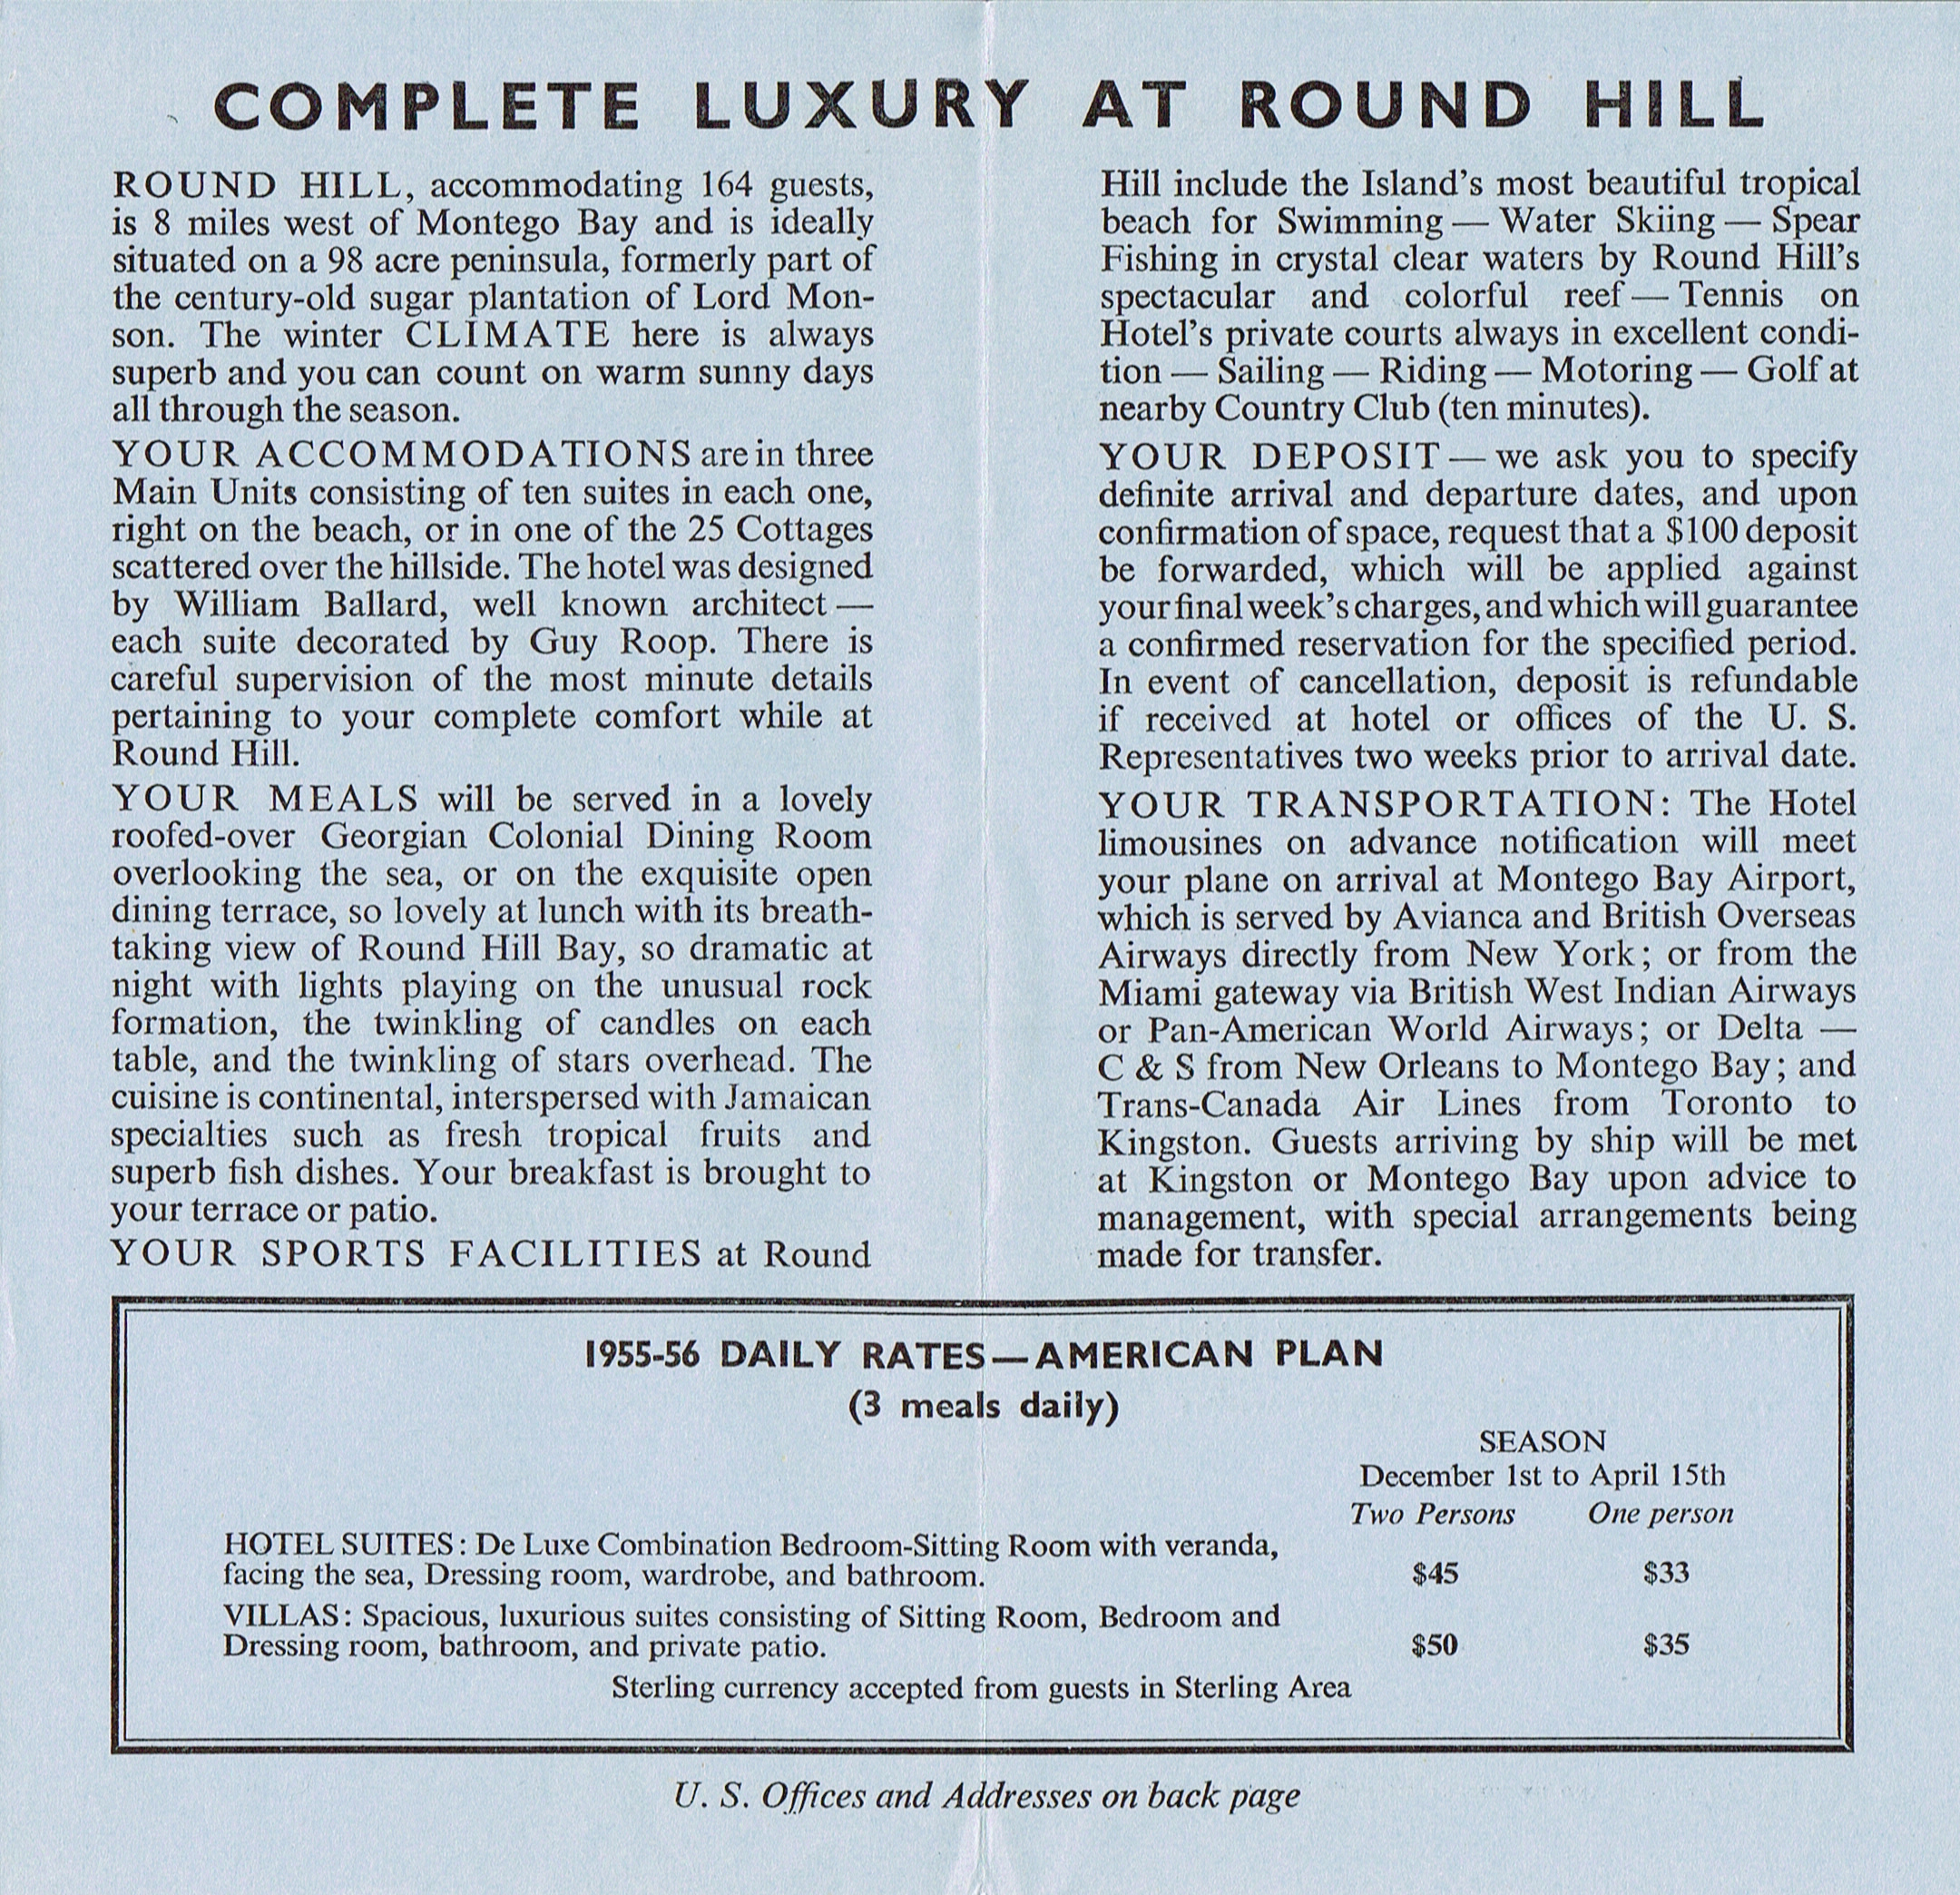 COMPLETE LUXURY AT ROUND HILL
ROUND HILL, accommodating 164 guests,
is 8 miles west of Montego Bay and is ideally
situated on a 98 acre peninsula, formerly part of
the century-old sugar plantation of Lord Mon-
son. The winter CLIMATE here is always
superb and you can count on warm sunny days
all through the season.
YOUR ACCOMMODATIONS are in three
Main Units consisting of ten suites in each one,
right on the beach, or in one of the 25 Cottages
scattered over the hillside. The hotel was designed
by William Ballard, well known architect —
each suite decorated by Guy Roop. There is
careful supervision of the most minute details
pertaining to your complete comfort while at
Round Hill.
YOUR MEALS will be served in a lovely
roofed-over Georgian Colonial Dining Room
overlooking the sea, or on the exquisite open
dining terrace, so lovely at lunch with its breath-
taking view of Round Hill Bay, so dramatic at
night with lights playing on the unusual rock
formation, the twinkling of candles on each
table, and the twinkling of stars overhead. The
cuisine is continental, interspersed with Jamaican
specialties such as fresh tropical fruits and
superb fish dishes. Your breakfast is brought to
your terrace or patio.
YOUR SPORTS FACILITIES at Round
Hill include the Island's most beautiful tropical
beach for Swimming — Water Skiing — Spear
Fishing in crystal clear waters by Round Hill's
spectacular and colorful reef — Tennis on
Hotel's private courts always in excellent condi-
tion — Sailing — Riding — Motoring — Golf at
nearby Country Club (ten minutes).
YOUR DEPOSIT — we ask you to specify
definite arrival and departure dates, and upon
confirmation of space, request that a $100 deposit
be forwarded, which will be applied against
your final week's charges, and which will guarantee
a confirmed reservation for the specified period.
In event of cancellation, deposit is refundable
if received at hotel or offices of the U. S.
Representatives two weeks prior to arrival date.
YOUR TRANSPORTATION: The Hotel
limousines on advance notification will meet
your plane on arrival at Montego Bay Airport,
which is served by Avianca and British Overseas
Airways directly from New York; or from the
Miami gateway via British West Indian Airways
or Pan-American World Airways; or Delta —
C & S from New Orleans to Montego Bay; and
Trans-Canada Air Lines from Toronto to
Kingston. Guests arriving by ship will be met
at Kingston or Montego Bay upon advice to
management, with special arrangements being
made for transfer.
1955-56 DAILY RATES—AMERICAN PLAN
(3 meals daily)
SEASON
December 1st to April 15th
Two Persons One person
HOTEL SUITES: De Luxe Combination Bedroom-Sitting Room with veranda,
facing the sea, Dressing room, wardrobe, and bathroom. $45 $33
VILLAS: Spacious, luxurious suites consisting of Sitting Room, Bedroom and
Dressing room, bathroom, and private patio. $50 $35
Sterling currency accepted from guests in Sterling Area
U. S. Offices and Addresses on back page